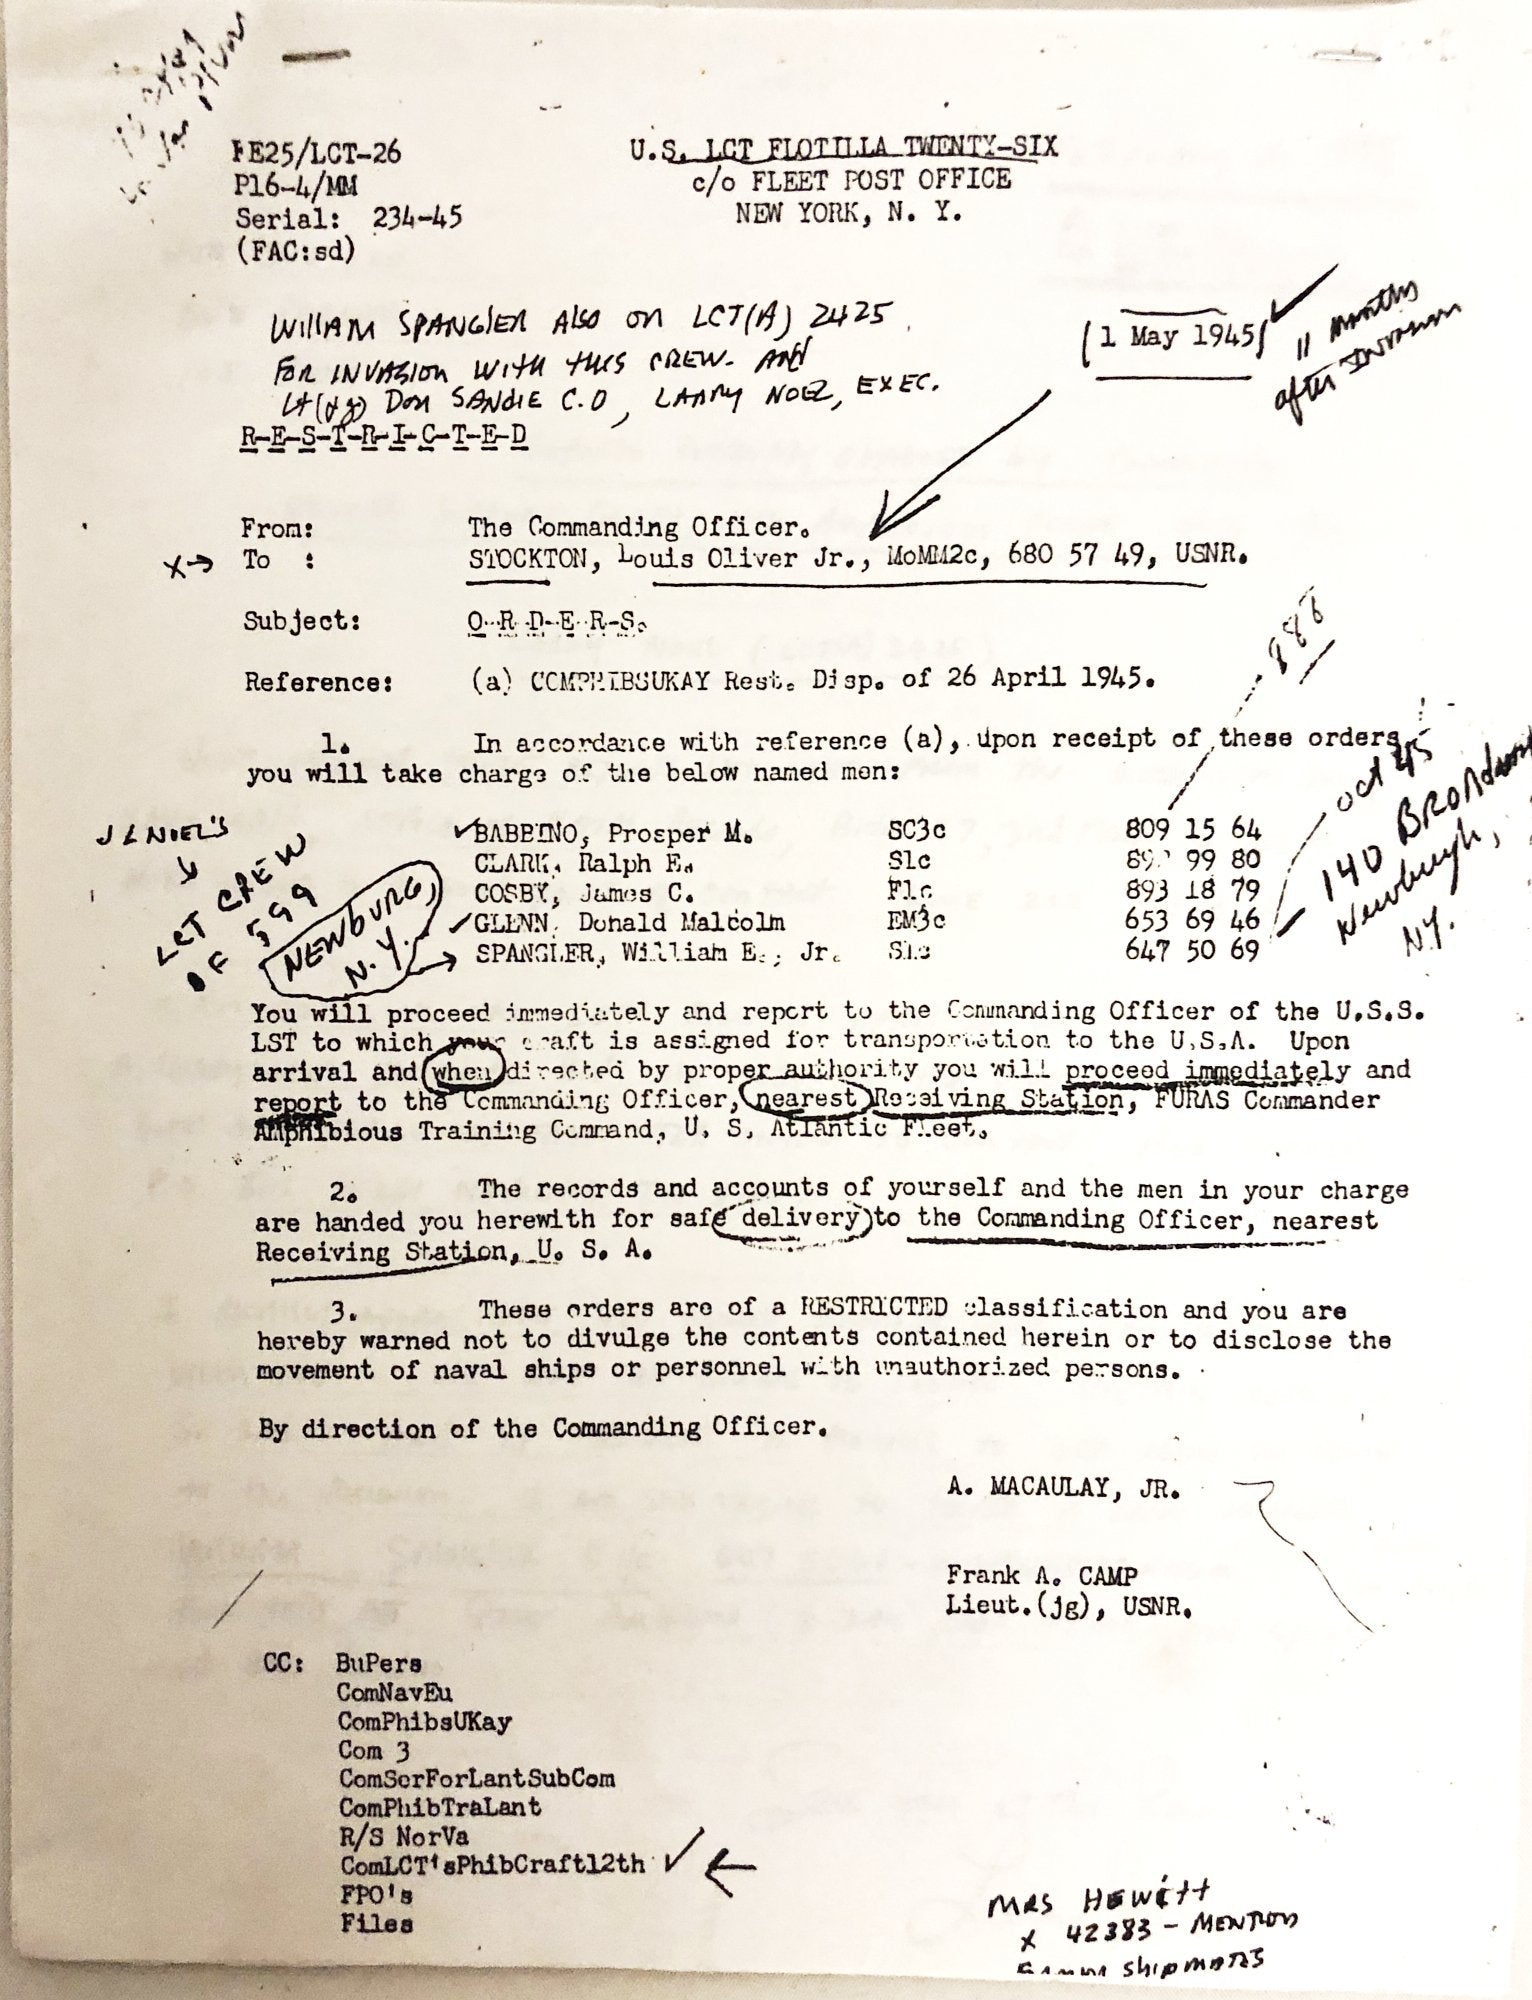 E25/LCT-26
P16-4/MM
Serial: 234-45
(FAC:sd)
U.S. LCT FLOTILLA TWENTY-SIX
c/o FLEET POST OFFICE
NEW YORK, N. Y.
WilliAM SPANGlER Also on LCT(A) 2425
FOR INVASION WITH THIS CREW. AND
Lt(jg) Don SANdiE C.O, LARRY NOEL, EXEC.
(1 May 1945)
11 months
after Invasion
R-E-S-T-R-I-C-T-E-D
From: The Commanding Officer.
X→ To : STOCKTON, Louis Oliver Jr., MoMM2c, 680 57 49, USNR.
Subject: O-R-D-E-R-S.
Reference: (a) COMPHIBSUKAY Rest. Disp. of 26 April 1945.
1. In accordance with reference (a), upon receipt of these orders
you will take charge of the below named men:
BABBINO, Prosper M. SC3c 809 15 64
CLARK, Ralph E. S1c 99 80
COSBY, James C. F1c 893 18 79
GLENN, Donald Malcolm EM3c 653 69 46
SPANGLER, William E., Jr. S1c 647 50 69
J L NOEL'S
LCT CREW
OF 599
NEWBURG,
N.Y.
888
oct 45
140 BROAdway
Newburgh,
N.Y.
You will proceed immediately and report to the Commanding Officer of the U.S.S.
LST to which your craft is assigned for transportation to the U.S.A. Upon
arrival and when directed by proper authority you will proceed immediately and
report to the Commanding Officer, nearest Receiving Station, FURAS Commander
Amphibious Training Command, U. S. Atlantic Fleet.
2. The records and accounts of yourself and the men in your charge
are handed you herewith for safe delivery to the Commanding Officer, nearest
Receiving Station, U. S. A.
3. These orders are of a RESTRICTED classification and you are
hereby warned not to divulge the contents contained herein or to disclose the
movement of naval ships or personnel with unauthorized persons.
By direction of the Commanding Officer.
A. MACAULAY, JR.
Frank A. CAMP
Lieut.(jg), USNR.
CC: BuPers
ComNavEu
ComPhibsUKay
Com 3
ComSerForLantSubCom
ComPhibTraLant
R/S NorVa
ComLCT'sPhibCraft12th ✓ ←
FPO's
Files
MRS HEWitt
x 42383 - MENTION
SHIPMATES